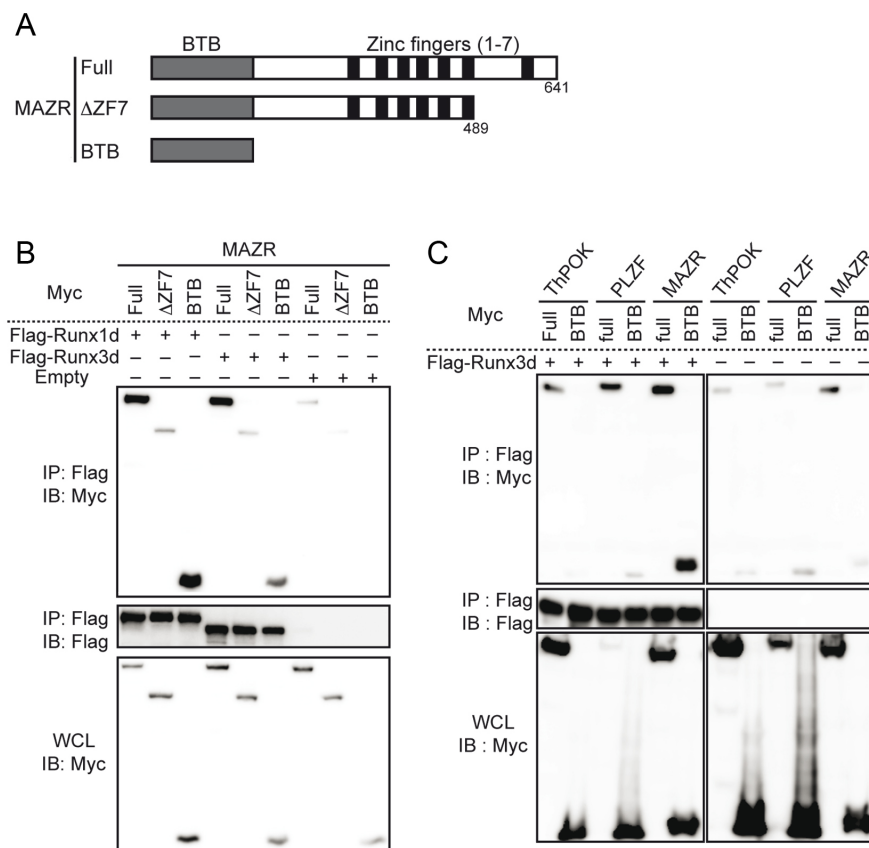 A
BTB Zinc fingers (1-7)
Full
641
MAZR ΔZF7
489
BTB
B
MAZR
Myc Full ΔZF7 BTB Full ΔZF7 BTB Full ΔZF7 BTB
Flag-Runx1d + + + − − − − − −
Flag-Runx3d − − − + + + − − −
Empty − − − − − − + + +
IP: Flag
IB: Myc
IP: Flag
IB: Flag
WCL
IB: Myc
C
ThPOK PLZF MAZR ThPOK PLZF MAZR
Myc Full BTB full BTB full BTB Full BTB full BTB full BTB
Flag-Runx3d + + + + + + − − − − − −
IP : Flag
IB : Myc
IP : Flag
IB : Flag
WCL
IB : Myc